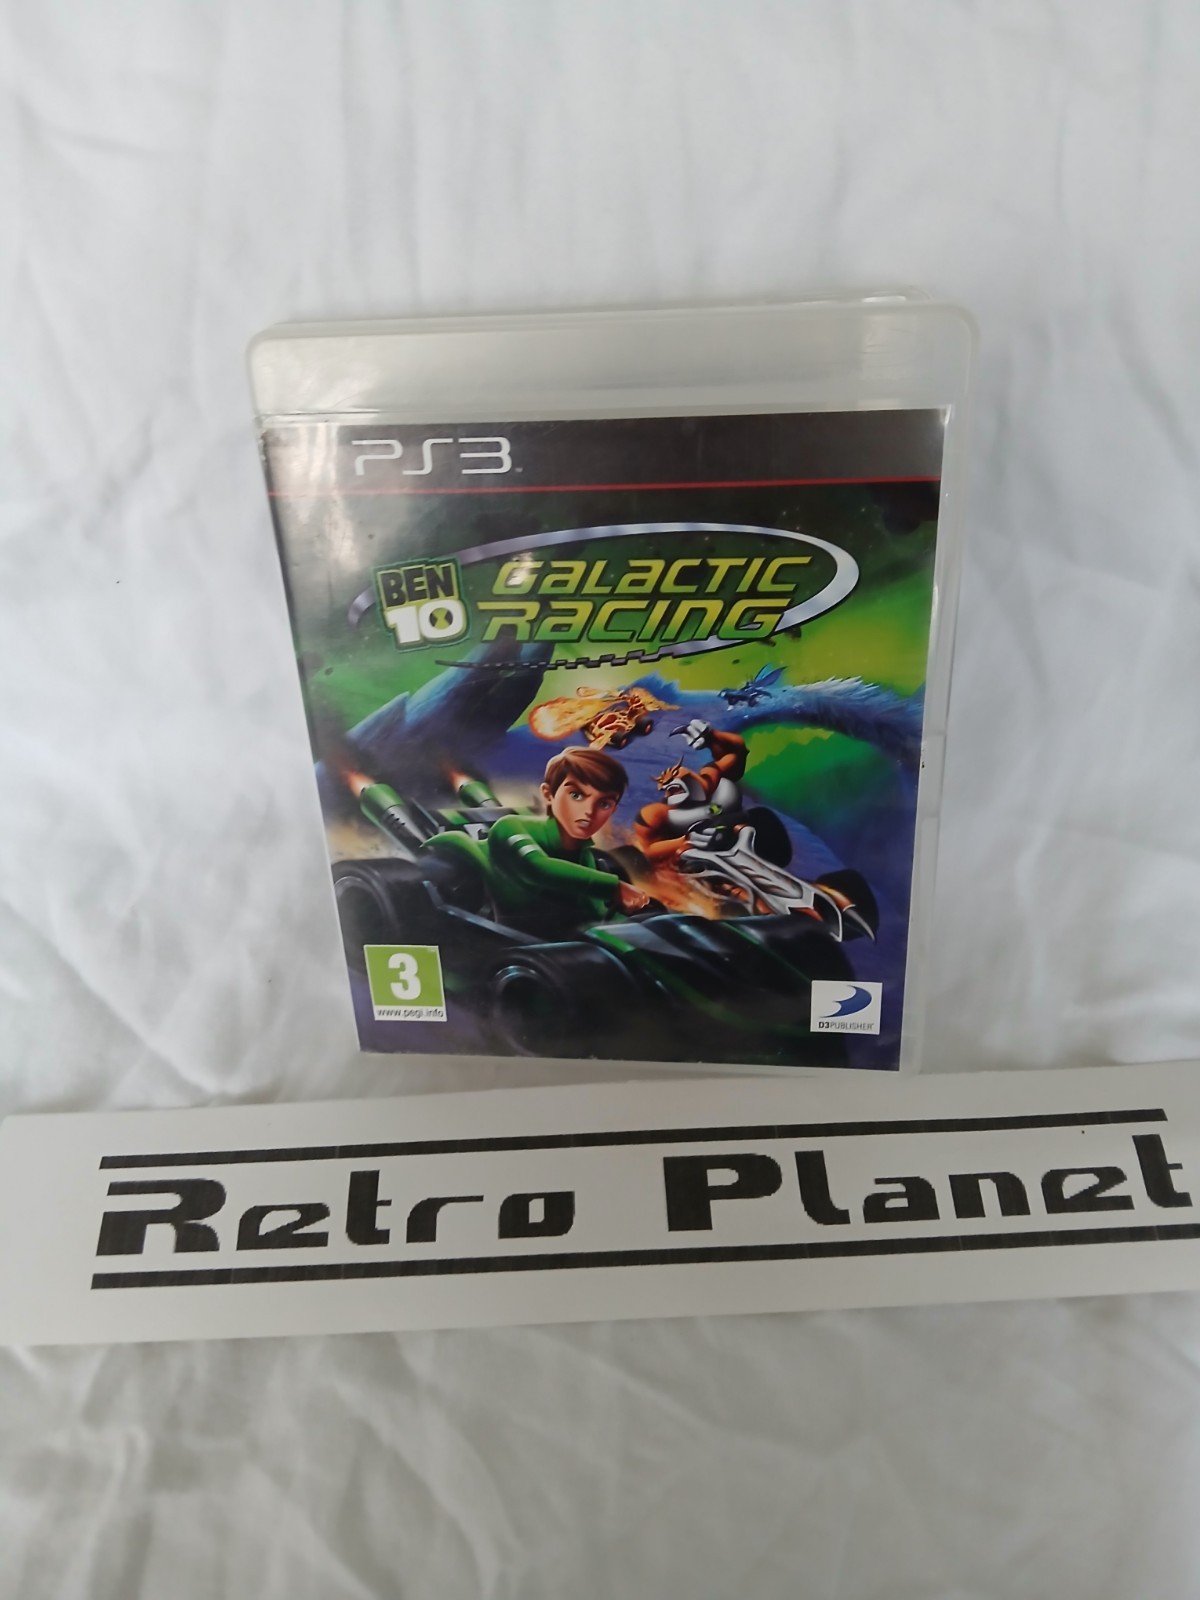 PS3
BEN
10
GALACTIC
RACING
3
www.pegi.info
D3PUBLISHER
Retro Planet